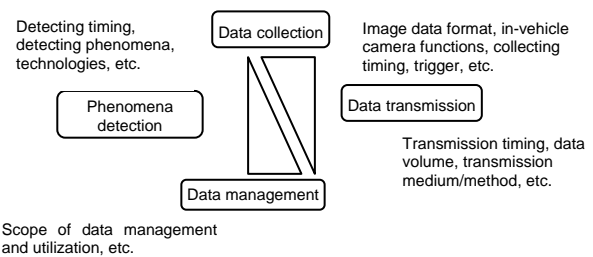 Detecting timing,
detecting phenomena,
technologies, etc.
Data collection
Image data format, in-vehicle
camera functions, collecting
timing, trigger, etc.
Phenomena
detection
Data transmission
Transmission timing, data
volume, transmission
medium/method, etc.
Data management
Scope of data management
and utilization, etc.